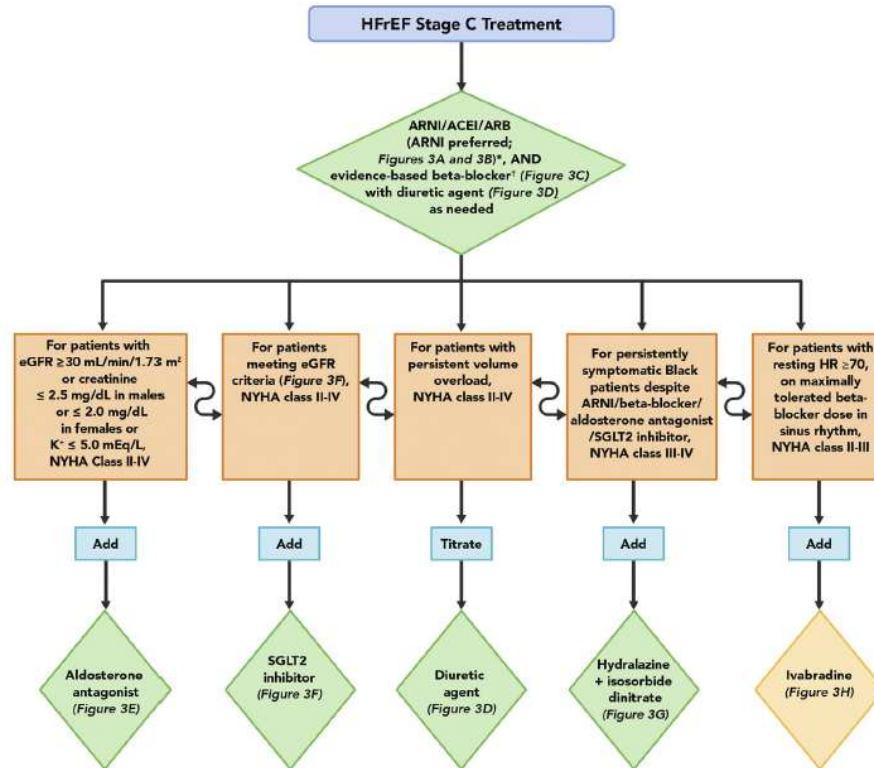 HFrEF Stage C Treatment
ARNI/ACEI/ARB
(ARNI preferred;
Figures 3A and 3B)*, AND
evidence-based beta-blocker† (Figure 3C)
with diuretic agent (Figure 3D)
as needed
For patients with
eGFR ≥30 mL/min/1.73 m²
or creatinine
≤ 2.5 mg/dL in males
or ≤ 2.0 mg/dL
in females or
K⁺ ≤ 5.0 mEq/L,
NYHA Class II-IV
For patients
meeting eGFR
criteria (Figure 3F),
NYHA class II-IV
For patients with
persistent volume
overload,
NYHA class II-IV
For persistently
symptomatic Black
patients despite
ARNI/beta-blocker/
aldosterone antagonist
/SGLT2 inhibitor,
NYHA class III-IV
For patients with
resting HR ≥70,
on maximally
tolerated beta-
blocker dose in
sinus rhythm,
NYHA class II-III
Add
Add
Titrate
Add
Add
Aldosterone
antagonist
(Figure 3E)
SGLT2
inhibitor
(Figure 3F)
Diuretic
agent
(Figure 3D)
Hydralazine
+ isosorbide
dinitrate
(Figure 3G)
Ivabradine
(Figure 3H)